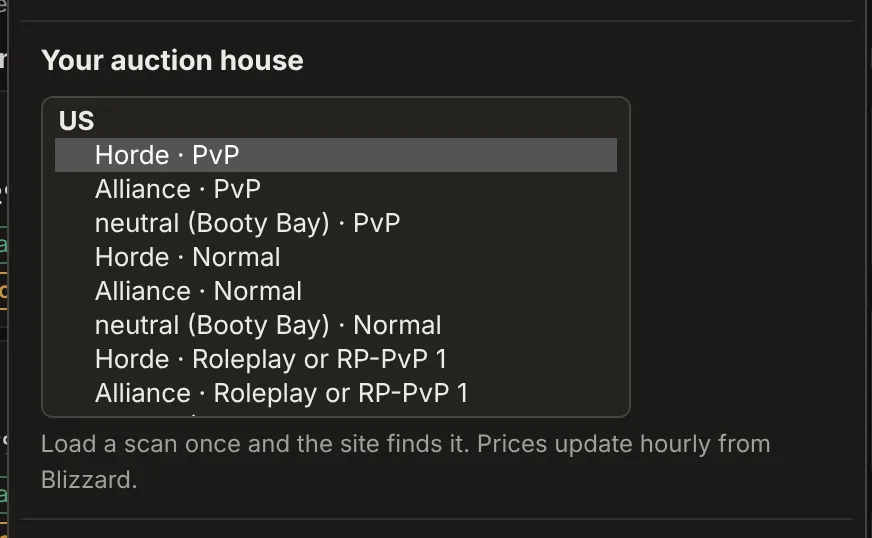 Your auction house
US
Horde · PvP
Alliance · PvP
neutral (Booty Bay) · PvP
Horde · Normal
Alliance · Normal
neutral (Booty Bay) · Normal
Horde · Roleplay or RP-PvP 1
Alliance · Roleplay or RP-PvP 1
Load a scan once and the site finds it. Prices update hourly from
Blizzard.